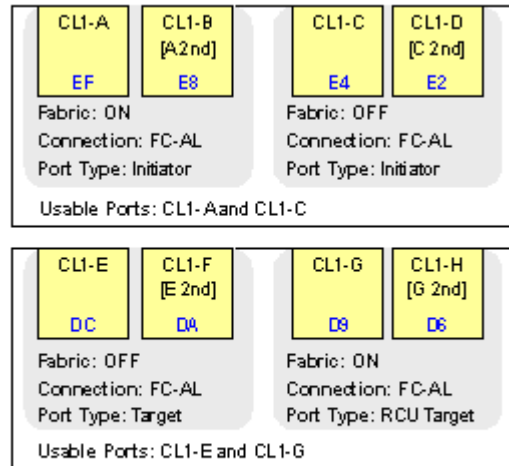 CL1-A CL1-B CL1-C CL1-D
[A 2nd] [C 2nd]
EF E8 E4 E2
Fabric: ON Fabric: OFF
Connection: FC-AL Connection: FC-AL
Port Type: Initiator Port Type: Initiator
Usable Ports: CL1-Aand CL1-C
CL1-E CL1-F CL1-G CL1-H
[E 2nd] [G 2nd]
DC DA D9 D6
Fabric: OFF Fabric: ON
Connection: FC-AL Connection: FC-AL
Port Type: Target Port Type: RCU Target
Usable Ports: CL1-E and CL1-G